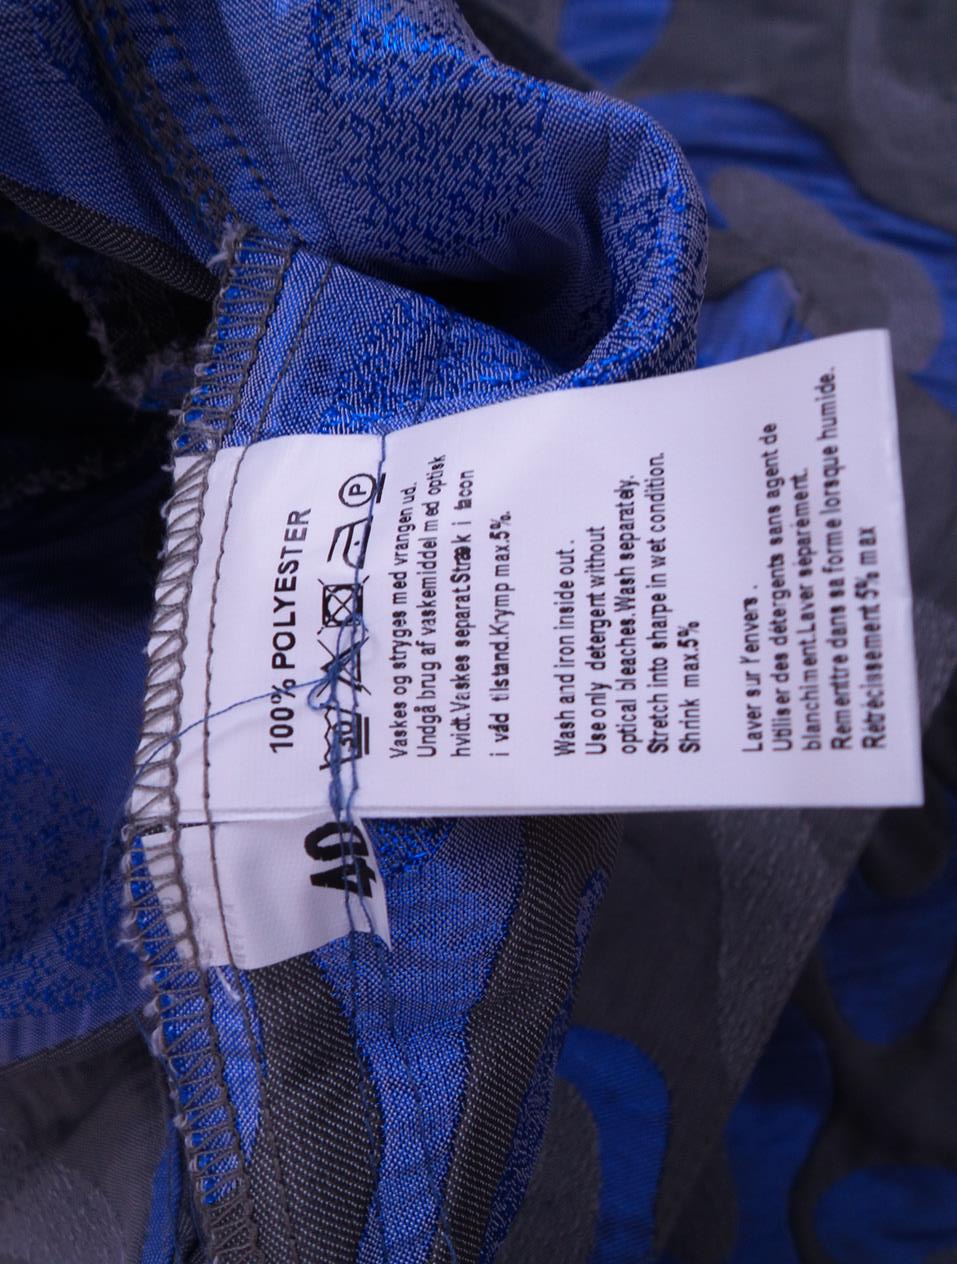 100% POLYESTER
30 P
Vaskes og stryges med vrangen ud.
Undgå brug af vaskemiddel med optisk
hvidt.Vaskes separat.Stræk i facon
i våd tilstand.Krymp max.5%.
Wash and iron inside out.
Use only detergent without
optical bleaches.Wash separately.
Stretch into sharpe in wet condition.
Shrink max.5%
Laver sur l'envers.
Utiliser des détergents sans agent de
blanchiment.Laver séparément.
Rementtre dans sa forme lorsque humide.
Rétrécissement 5% max
40